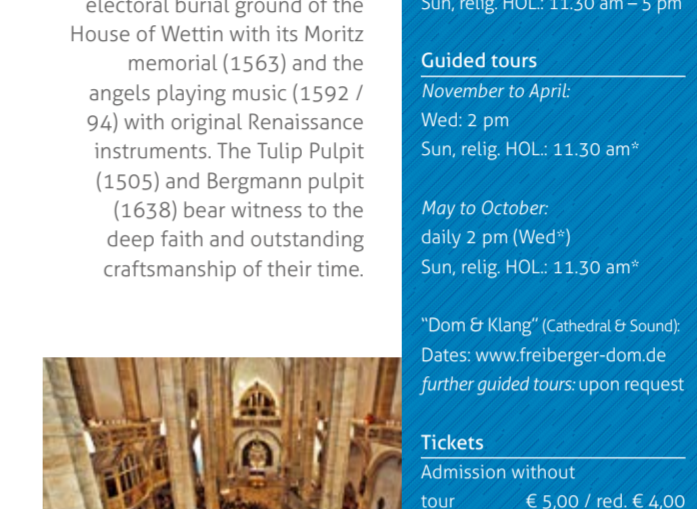 electoral burial ground of the
House of Wettin with its Moritz
memorial (1563) and the
angels playing music (1592 /
94) with original Renaissance
instruments. The Tulip Pulpit
(1505) and Bergmann pulpit
(1638) bear witness to the
deep faith and outstanding
craftsmanship of their time.
Sun, relig. HOL.: 11.30 am – 5 pm
Guided tours
November to April:
Wed: 2 pm
Sun, relig. HOL.: 11.30 am*
May to October:
daily 2 pm (Wed*)
Sun, relig. HOL.: 11.30 am*
“Dom & Klang” (Cathedral & Sound):
Dates: www.freiberger-dom.de
further guided tours: upon request
Tickets
Admission without
tour € 5,00 / red. € 4,00